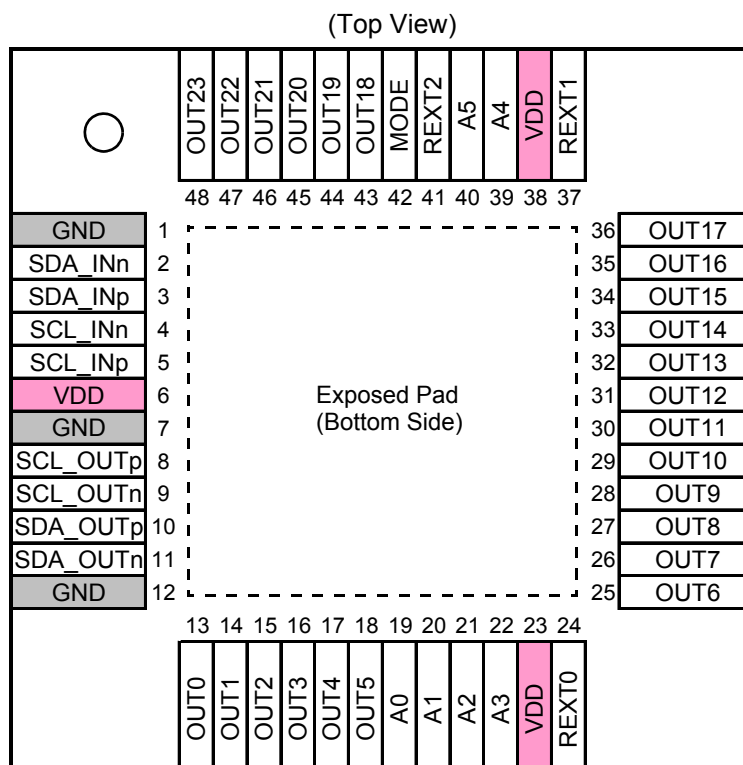 (Top View)
OUT23 OUT22 OUT21 OUT20 OUT19 OUT18 MODE REXT2 A5 A4 VDD REXT1
48 47 46 45 44 43 42 41 40 39 38 37
GND 1 36 OUT17
SDA_INn 2 35 OUT16
SDA_INp 3 34 OUT15
SCL_INn 4 33 OUT14
SCL_INp 5 32 OUT13
VDD 6 31 OUT12
Exposed Pad
(Bottom Side)
GND 7 30 OUT11
SCL_OUTp 8 29 OUT10
SCL_OUTn 9 28 OUT9
SDA_OUTp 10 27 OUT8
SDA_OUTn 11 26 OUT7
GND 12 25 OUT6
13 14 15 16 17 18 19 20 21 22 23 24
OUT0 OUT1 OUT2 OUT3 OUT4 OUT5 A0 A1 A2 A3 VDD REXT0